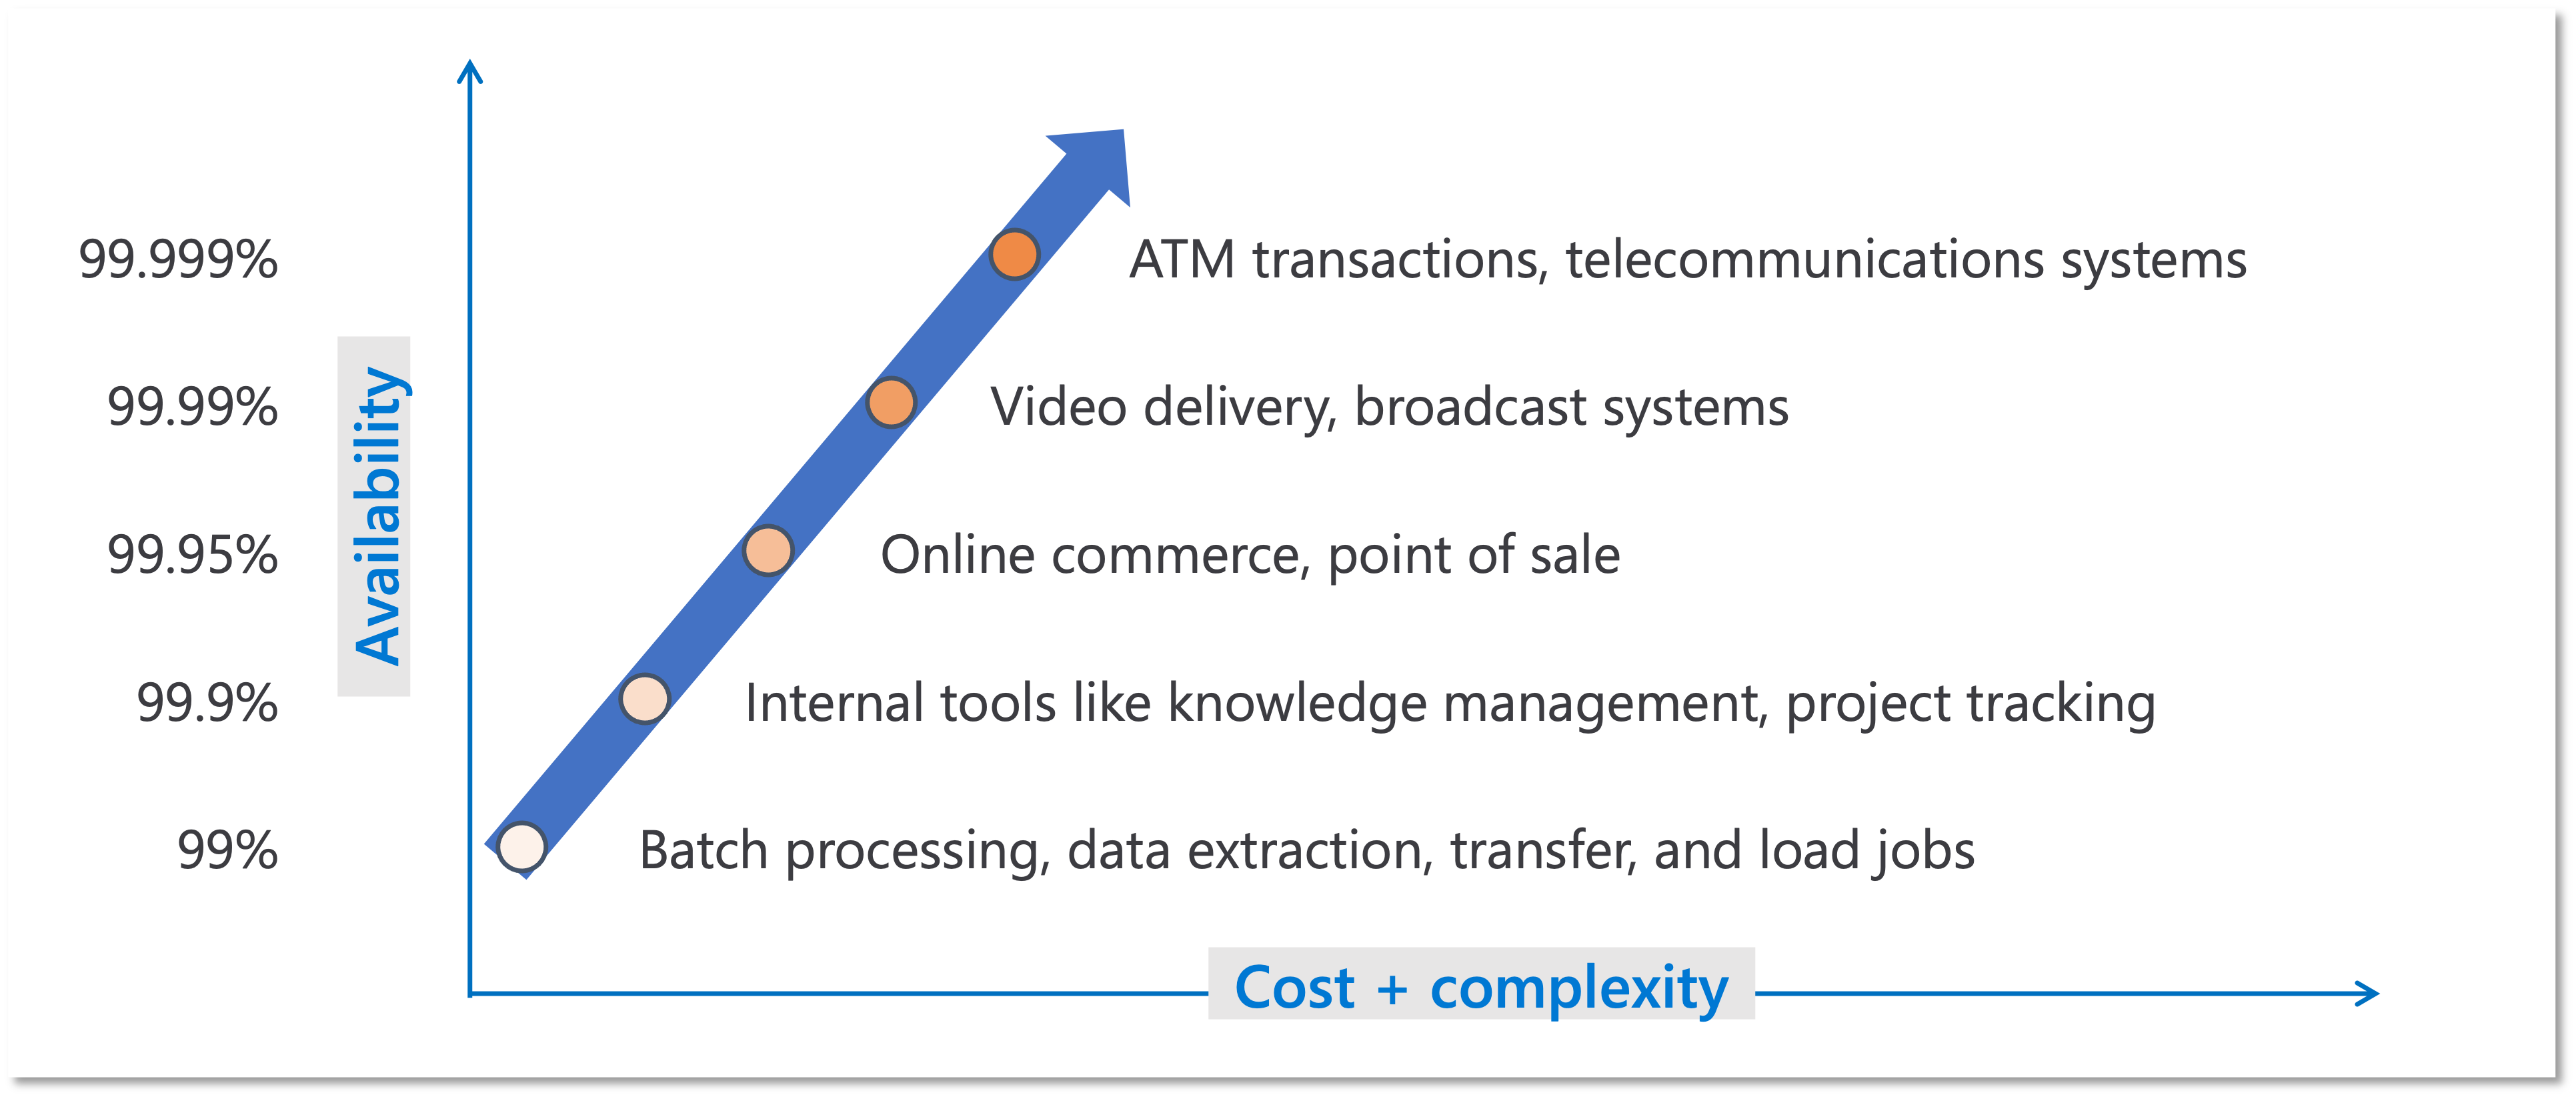 99.999%
ATM transactions, telecommunications systems
99.99%
Video delivery, broadcast systems
Availability
99.95%
Online commerce, point of sale
99.9%
Internal tools like knowledge management, project tracking
99%
Batch processing, data extraction, transfer, and load jobs
Cost + complexity